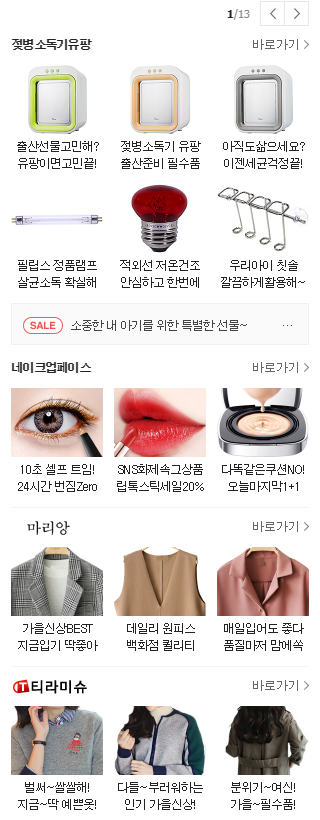 1/13
젖병소독기유팡
바로가기
출산선물고민해?
유팡이면고민끝!
젖병소독기 유팡
출산준비 필수품
아직도삶으세요?
이젠세균걱정끝!
필립스 정품램프
살균소독 확실해
적외선 저온건조
안심하고 한번에
우리아이 칫솔
깔끔하게활용해~
SALE 소중한 내 아기를 위한 특별한 선물~ ...
네이크업페이스
바로가기
10초 셀프 트임!
24시간 번짐Zero
SNS화제속그상품
립톡스틱세일20%
다똑같은쿠션NO!
오늘마지막1+1
마리앙
바로가기
가을신상BEST
지금입기 딱좋아
데일리 원피스
백화점 퀄리티
매일입어도 좋다
품질마저 맘에쏙
T티라미슈
바로가기
벌써~쌀쌀해!
지금~딱 예쁜옷!
다들~부러워하는
인기 가을신상!
분위기~여신!
가을~필수품!